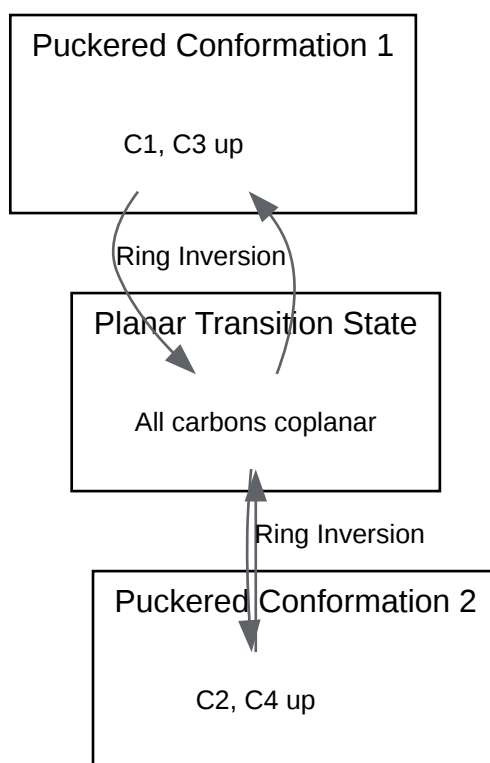 Puckered Conformation 1
C1, C3 up
Ring Inversion
Planar Transition State
All carbons coplanar
Ring Inversion
Puckered Conformation 2
C2, C4 up